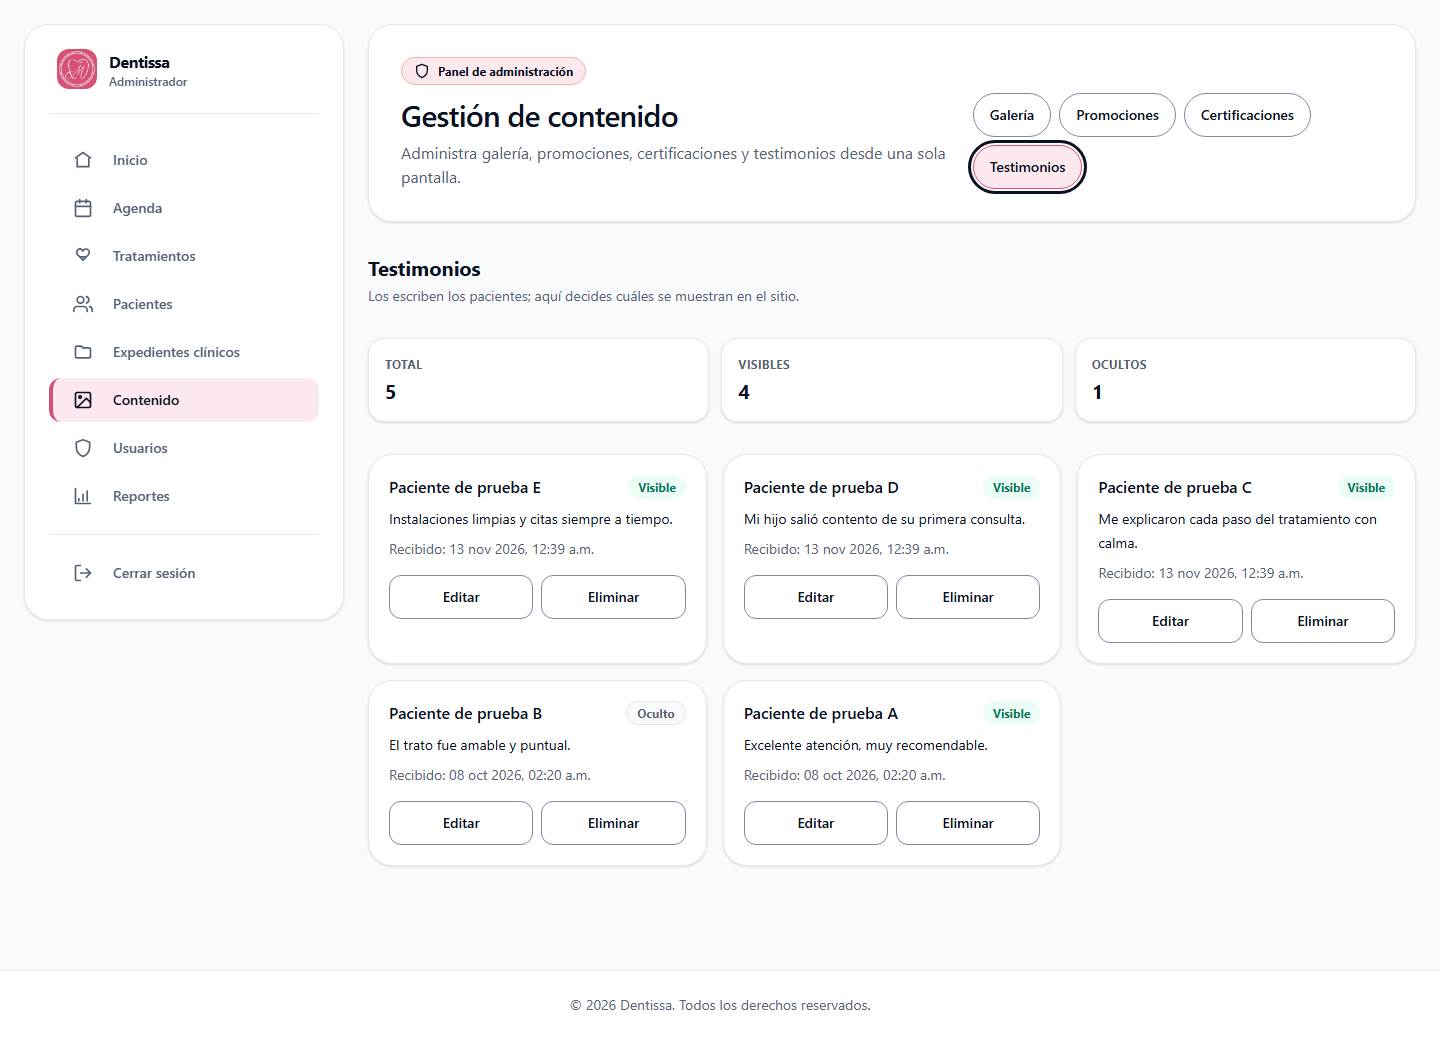 Dentissa
Administrador
Inicio
Agenda
Tratamientos
Pacientes
Expedientes clínicos
Contenido
Usuarios
Reportes
Cerrar sesión
Panel de administración
Gestión de contenido
Administra galería, promociones, certificaciones y testimonios desde una sola
pantalla.
Galería
Promociones
Certificaciones
Testimonios
Testimonios
Los escriben los pacientes; aquí decides cuáles se muestran en el sitio.
TOTAL
5
VISIBLES
4
OCULTOS
1
Paciente de prueba E
Visible
Instalaciones limpias y citas siempre a tiempo.
Recibido: 13 nov 2026, 12:39 a.m.
Editar
Eliminar
Paciente de prueba D
Visible
Mi hijo salió contento de su primera consulta.
Recibido: 13 nov 2026, 12:39 a.m.
Editar
Eliminar
Paciente de prueba C
Visible
Me explicaron cada paso del tratamiento con
calma.
Recibido: 13 nov 2026, 12:39 a.m.
Editar
Eliminar
Paciente de prueba B
Oculto
El trato fue amable y puntual.
Recibido: 08 oct 2026, 02:20 a.m.
Editar
Eliminar
Paciente de prueba A
Visible
Excelente atención, muy recomendable.
Recibido: 08 oct 2026, 02:20 a.m.
Editar
Eliminar
© 2026 Dentissa. Todos los derechos reservados.